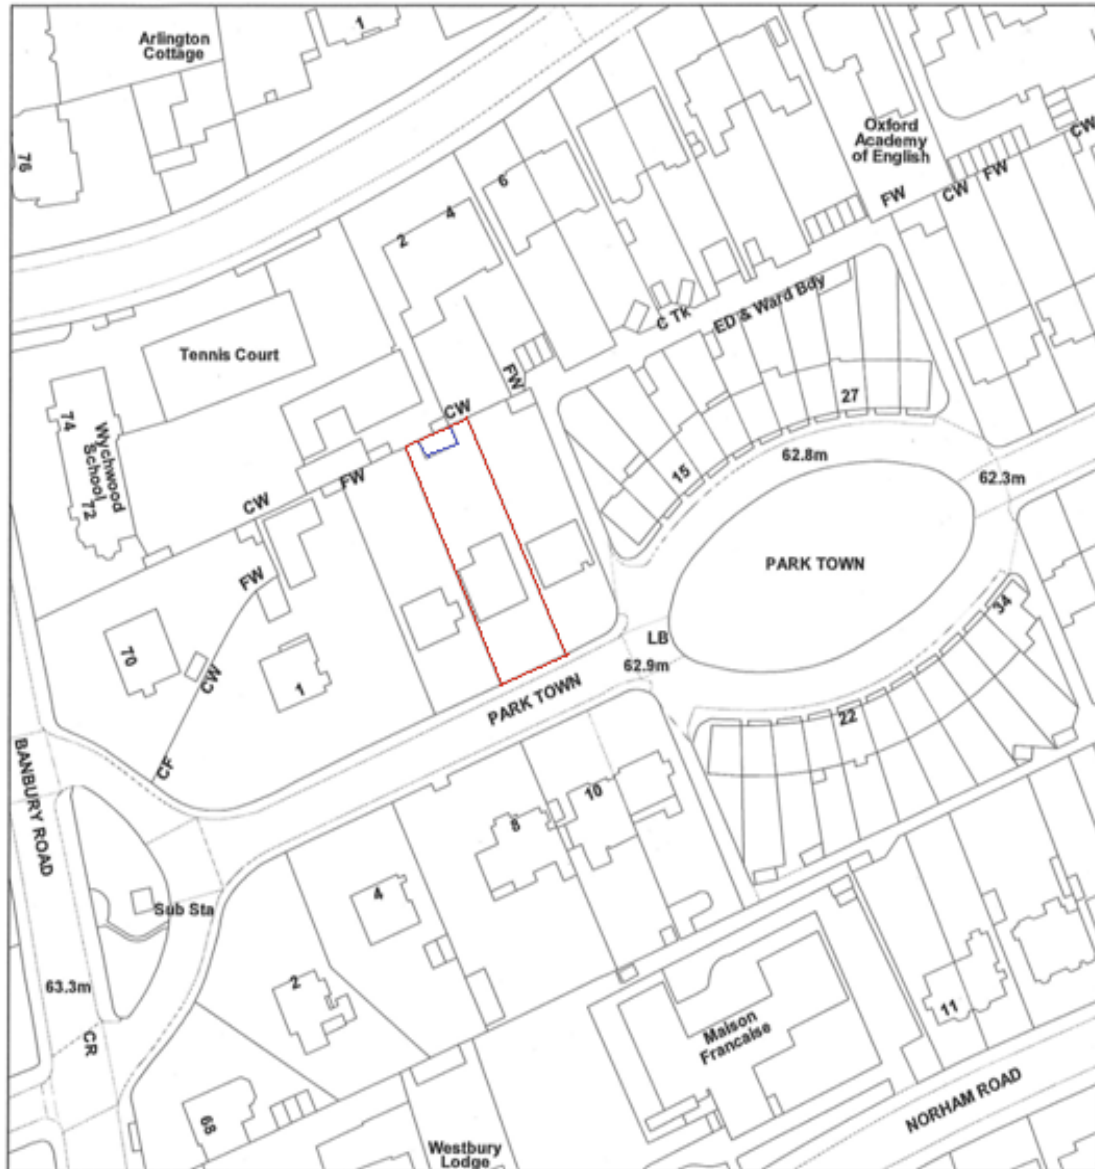 1
Arlington
Cottage
76
Oxford
Academy
of English
CW
FW
CW
FW
6
4
2
ED & Ward Bdy
C Tk
Tennis Court
FW
27
CW
74
Wychwood
School
72
15
62.8m
62.3m
FW
CW
PARK TOWN
FW
34
LB
62.9m
70
CW
1
PARK TOWN
22
CF
BANBURY ROAD
10
8
4
Sub Sta
2
63.3m
11
Maison
Francaise
CR
NORHAM ROAD
68
Westbury
Lodge